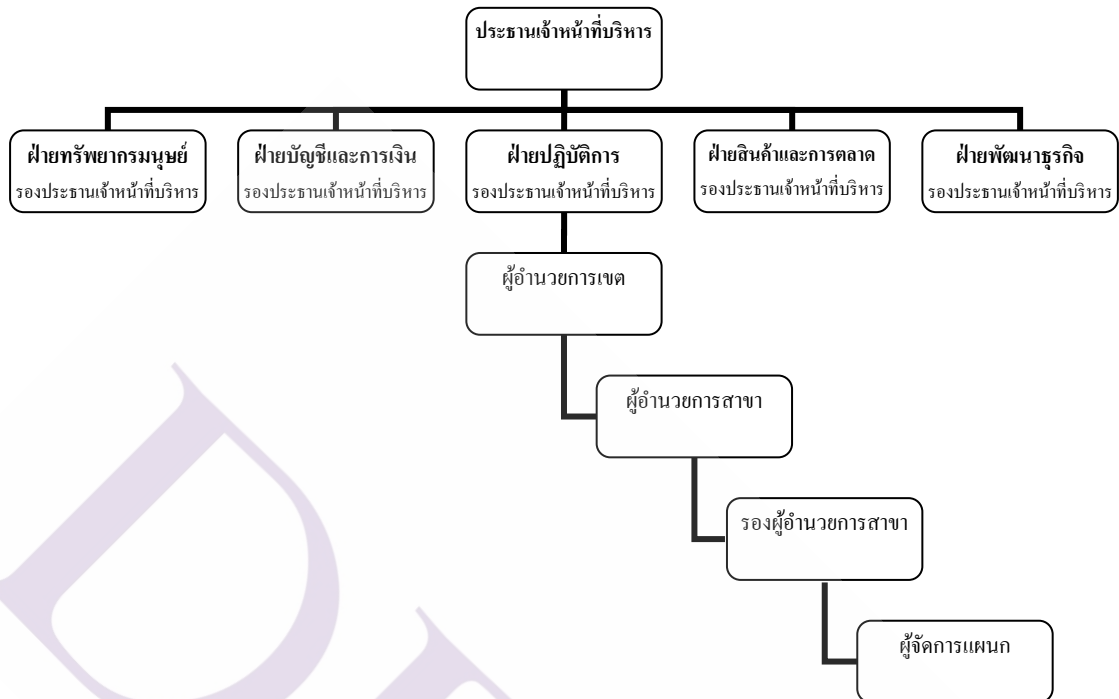 ประธานเจ้าหน้าที่บริหาร
ฝ่ายทรัพยากรมนุษย์
รองประธานเจ้าหน้าที่บริหาร
ฝ่ายบัญชีและการเงิน
รองประธานเจ้าหน้าที่บริหาร
ฝ่ายปฏิบัติการ
รองประธานเจ้าหน้าที่บริหาร
ฝ่ายสินค้าและการตลาด
รองประธานเจ้าหน้าที่บริหาร
ฝ่ายพัฒนาธุรกิจ
รองประธานเจ้าหน้าที่บริหาร
ผู้อำนวยการเขต
ผู้อำนวยการสาขา
รองผู้อำนวยการสาขา
ผู้จัดการแผนก